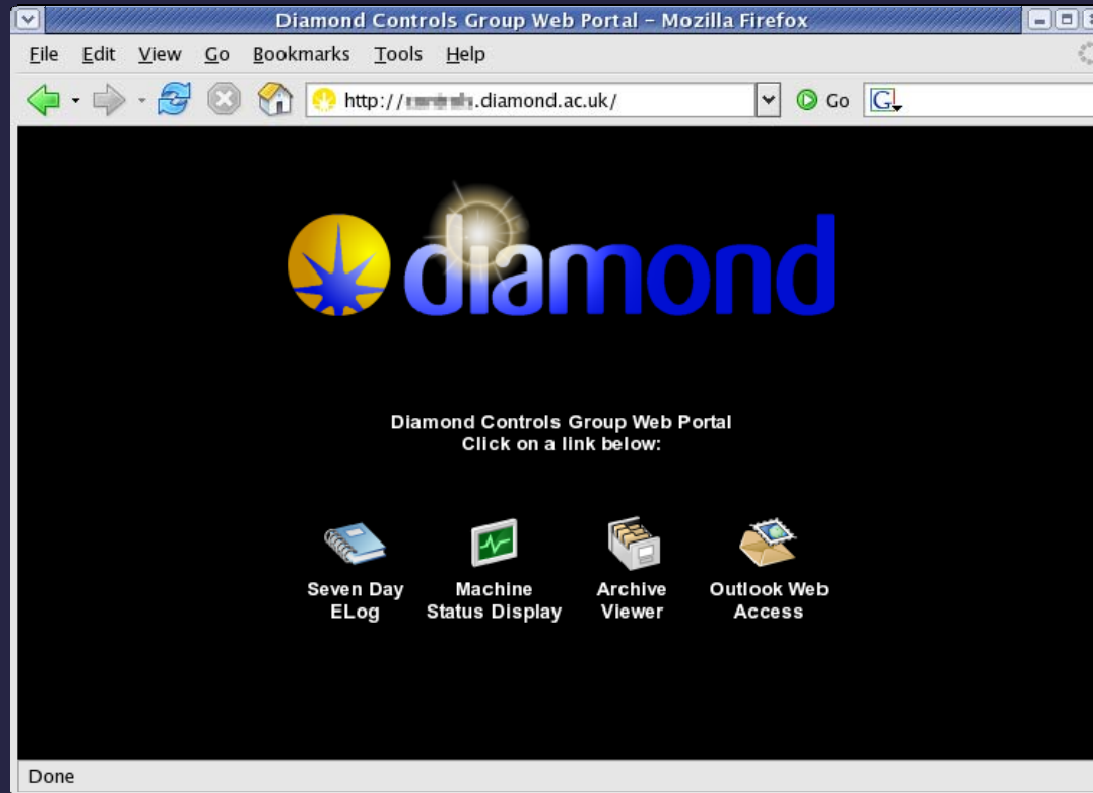 Diamond Controls Group Web Portal – Mozilla Firefox
File Edit View Go Bookmarks Tools Help
http:// .diamond.ac.uk/ Go G
diamond
Diamond Controls Group Web Portal
Click on a link below:
Seven Day Machine Archive Outlook Web
ELog Status Display Viewer Access
Done